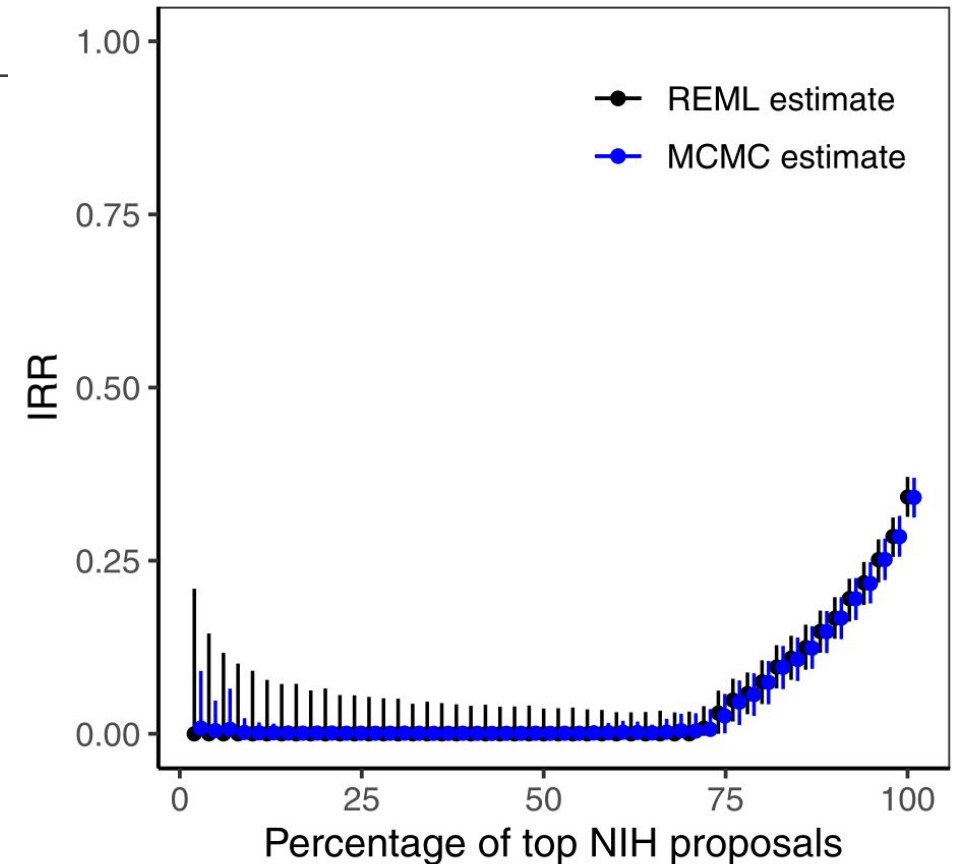 1.00
0.75
0.50
0.25
0.00
IRR
REML estimate
MCMC estimate
0 25 50 75 100
Percentage of top NIH proposals